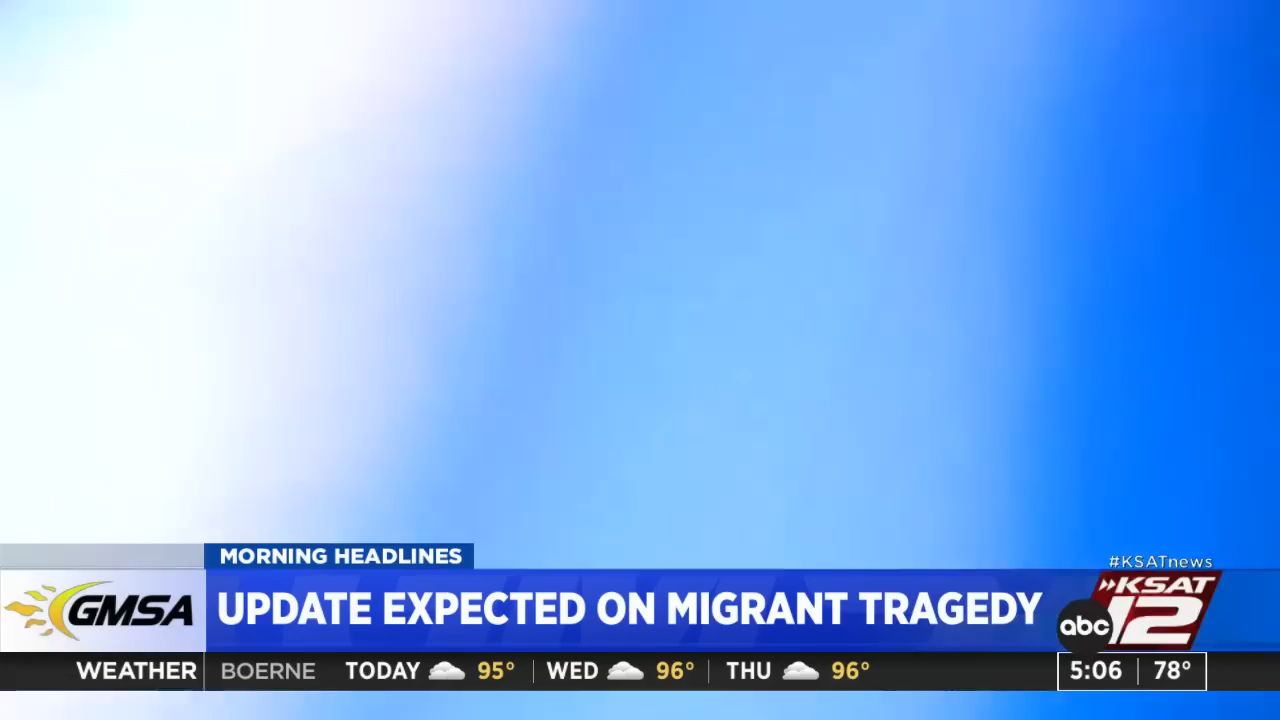 MORNING HEADLINES
#KSATnews
GMSA
UPDATE EXPECTED ON MIGRANT TRAGEDY
KSAT
abc 12
WEATHER BOERNE TODAY 95° WED 96° THU 96° 5:06 78°